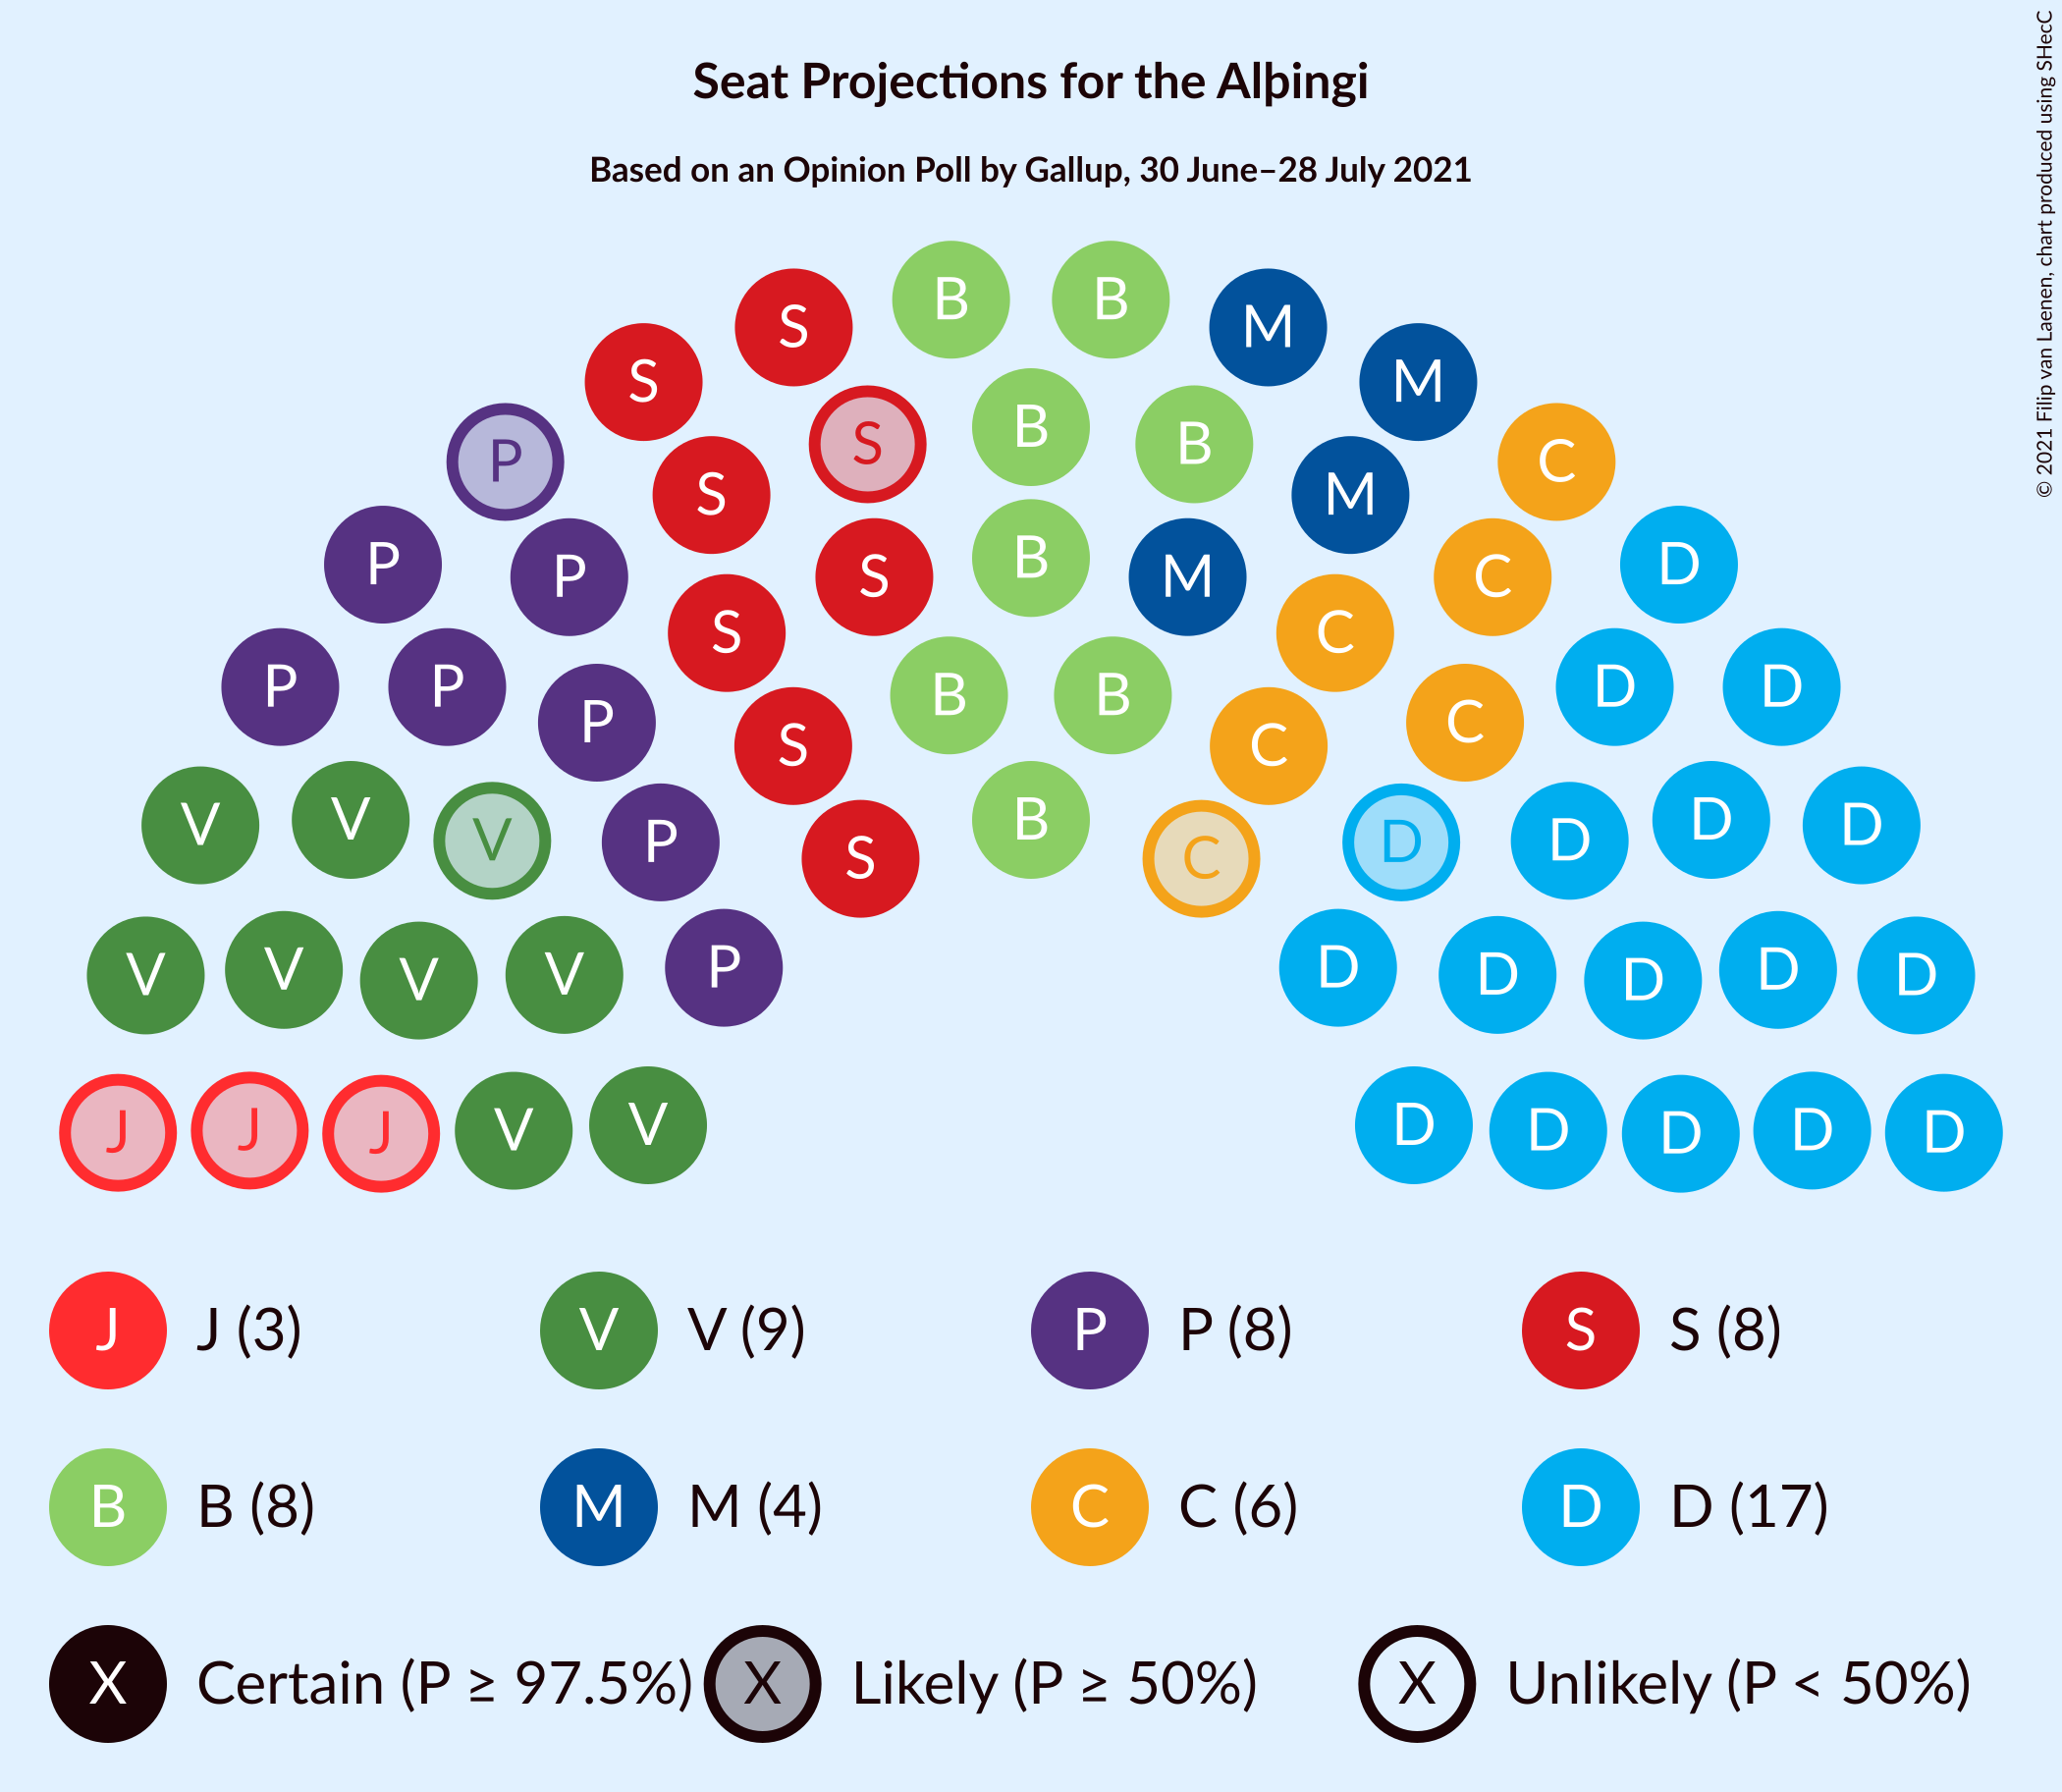 Seat Projections for the Alþingi
Based on an Opinion Poll by Gallup, 30 June–28 July 2021
© 2021 Filip van Laenen, chart produced using SHecC
B B
S M
S M
P S B B C
S M
P P S B M C D
S C
P P P B B C D D
S C
V V V P S B C D D D D
V V V V P D D D D D
J J J V V D D D D D
J J (3) V V (9) P P (8) S S (8)
B B (8) M M (4) C C (6) D D (17)
X Certain (P ≥ 97.5%) X Likely (P ≥ 50%) X Unlikely (P < 50%)